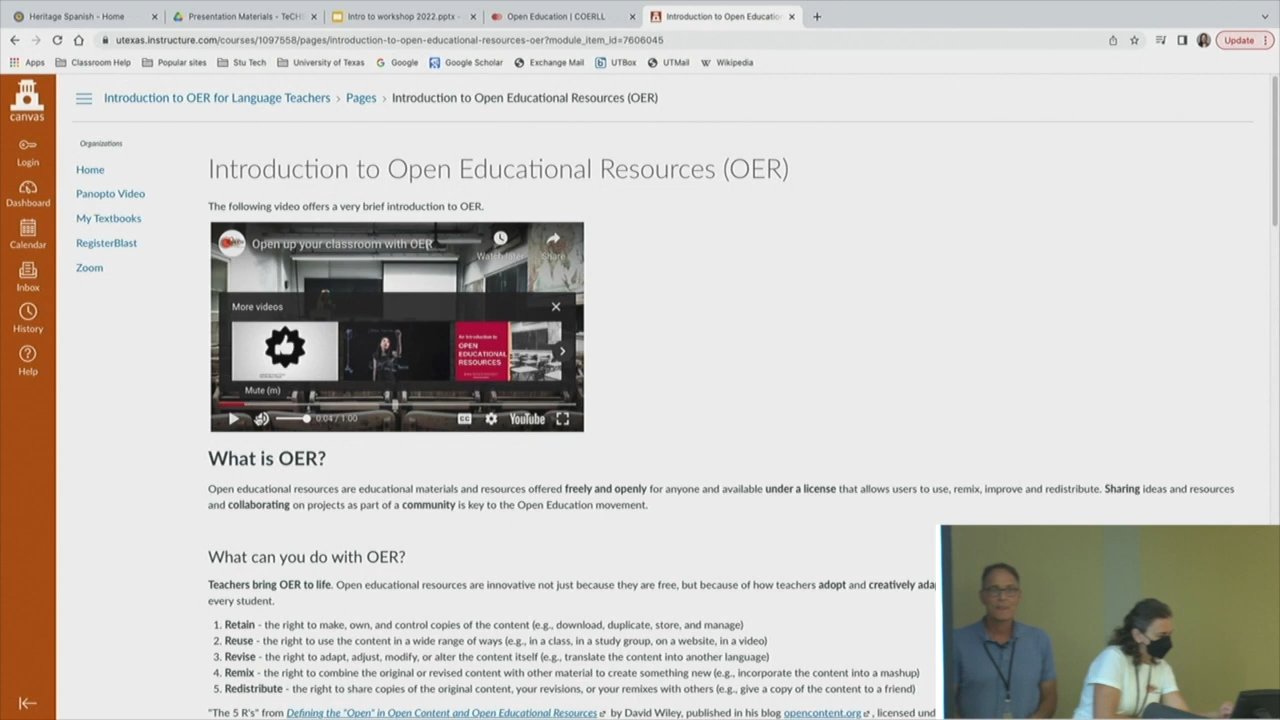 Heritage Spanish - Home
Presentation Materials - TeCH
Intro to workshop 2022.pptx -
Open Education | COERLL
Introduction to Open Educatio
utexas.instructure.com/courses/1097558/pages/introduction-to-open-educational-resources-oer?module_item_id=7606045
Update
Apps
Classroom Help
Popular sites
Stu Tech
University of Texas
Google
Google Scholar
Exchange Mail
UTBox
UTMail
Wikipedia
canvas
Login
Dashboard
Calendar
Inbox
History
Help
Introduction to OER for Language Teachers > Pages > Introduction to Open Educational Resources (OER)
Organizations
Home
Panopto Video
My Textbooks
RegisterBlast
Zoom
Introduction to Open Educational Resources (OER)
The following video offers a very brief introduction to OER.
Open up your classroom with OER
Watch later
Share
More videos
OPEN
EDUCATIONAL
RESOURCES
Mute (m)
0:04 / 1:00
CC
YouTube
What is OER?
Open educational resources are educational materials and resources offered freely and openly for anyone and available under a license that allows users to use, remix, improve and redistribute. Sharing ideas and resources
and collaborating on projects as part of a community is key to the Open Education movement.
What can you do with OER?
Teachers bring OER to life. Open educational resources are innovative not just because they are free, but because of how teachers adopt and creatively ada
every student.
1. Retain - the right to make, own, and control copies of the content (e.g., download, duplicate, store, and manage)
2. Reuse - the right to use the content in a wide range of ways (e.g., in a class, in a study group, on a website, in a video)
3. Revise - the right to adapt, adjust, modify, or alter the content itself (e.g., translate the content into another language)
4. Remix - the right to combine the original or revised content with other material to create something new (e.g., incorporate the content into a mashup)
5. Redistribute - the right to share copies of the original content, your revisions, or your remixes with others (e.g., give a copy of the content to a friend)
"The 5 R's" from Defining the "Open" in Open Content and Open Educational Resources by David Wiley, published in his blog opencontent.org, licensed und